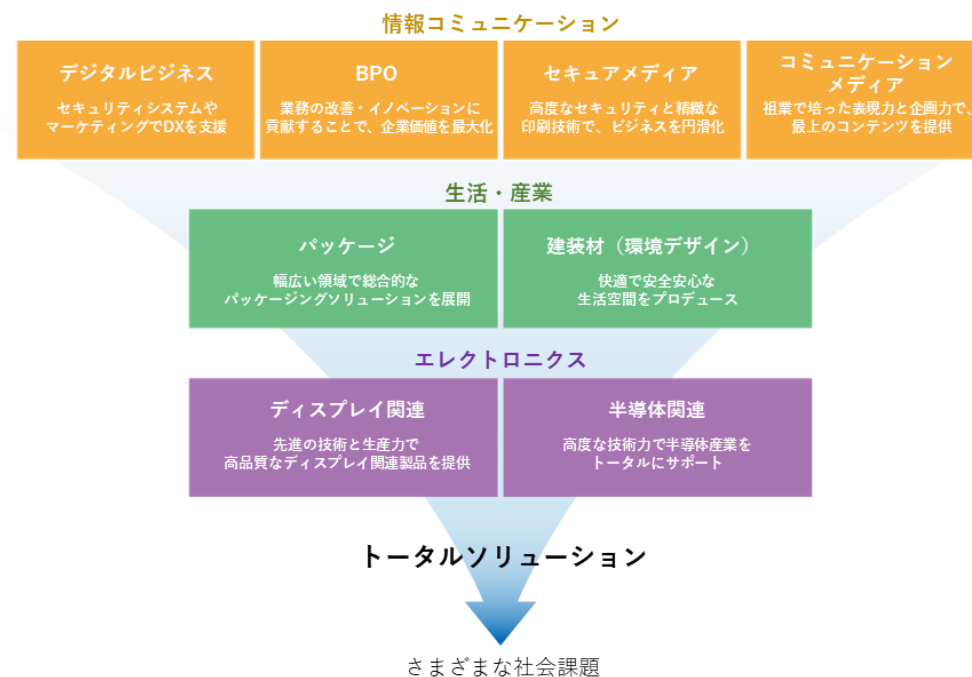 情報コミュニケーション
デジタルビジネス
セキュリティシステムや
マーケティングでDXを支援
BPO
業務の改善・イノベーションに
貢献することで、企業価値を最大化
セキュアメディア
高度なセキュリティと精緻な
印刷技術で、ビジネスを円滑化
コミュニケーション
メディア
祖業で培った表現力と企画力で、
最上のコンテンツを提供
生活・産業
パッケージ
幅広い領域で総合的な
パッケージングソリューションを展開
建装材（環境デザイン）
快適で安全安心な
生活空間をプロデュース
エレクトロニクス
ディスプレイ関連
先進の技術と生産力で
高品質なディスプレイ関連製品を提供
半導体関連
高度な技術力で半導体産業を
トータルにサポート
トータルソリューション
さまざまな社会課題